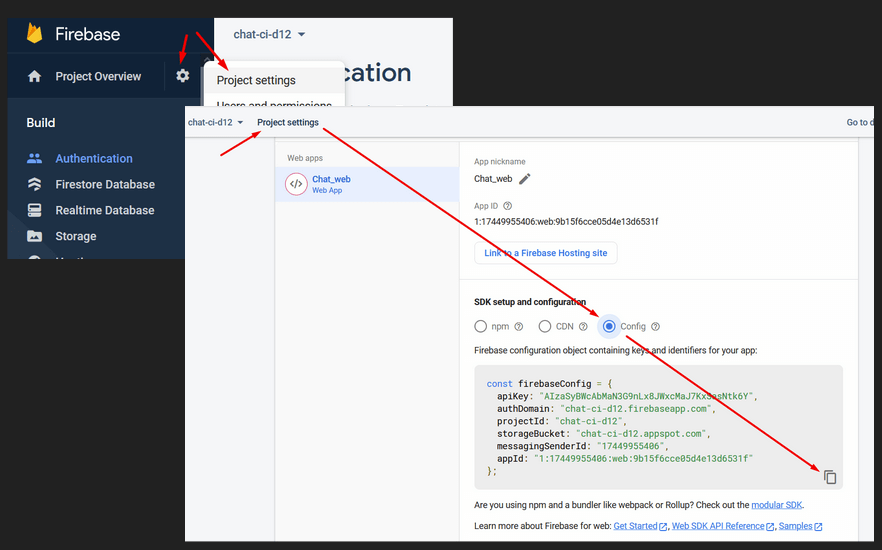 Firebase
chat-ci-d12
Project Overview
Project settings
cation
Users and permissions
Build
Authentication
Firestore Database
Realtime Database
Storage
chat-ci-d12
Project settings
Go to d
Web apps
Chat_web
Web App
App nickname
Chat_web
App ID
1:17449955406:web:9b15f6cce05d4e13d6531f
Link to a Firebase Hosting site
SDK setup and configuration
npm
CDN
Config
Firebase configuration object containing keys and identifiers for your app:
const firebaseConfig = {
apiKey:
authDomain: "chat-ci-d12.firebaseapp.com",
projectId: "chat-ci-d12",
storageBucket: "chat-ci-d12.appspot.com",
messagingSenderId: "17449955406",
appId: "1:17449955406:web:9b15f6cce05d4e13d6531f"
};
Are you using npm and a bundler like webpack or Rollup? Check out the modular SDK.
Learn more about Firebase for web: Get Started, Web SDK API Reference, Samples